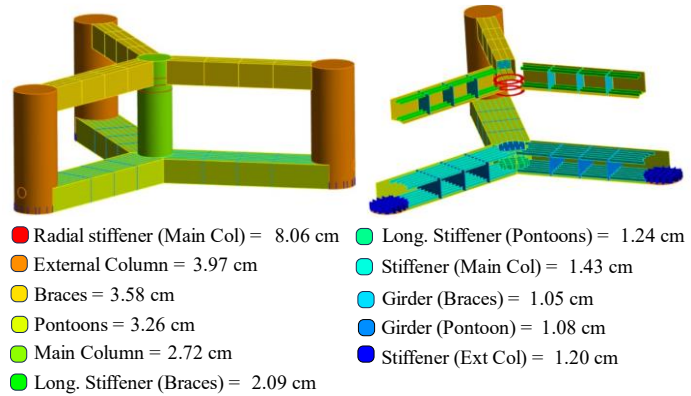 Radial stiffener (Main Col) = 8.06 cm
External Column = 3.97 cm
Braces = 3.58 cm
Pontoons = 3.26 cm
Main Column = 2.72 cm
Long. Stiffener (Braces) = 2.09 cm
Long. Stiffener (Pontoons) = 1.24 cm
Stiffener (Main Col) = 1.43 cm
Girder (Braces) = 1.05 cm
Girder (Pontoon) = 1.08 cm
Stiffener (Ext Col) = 1.20 cm